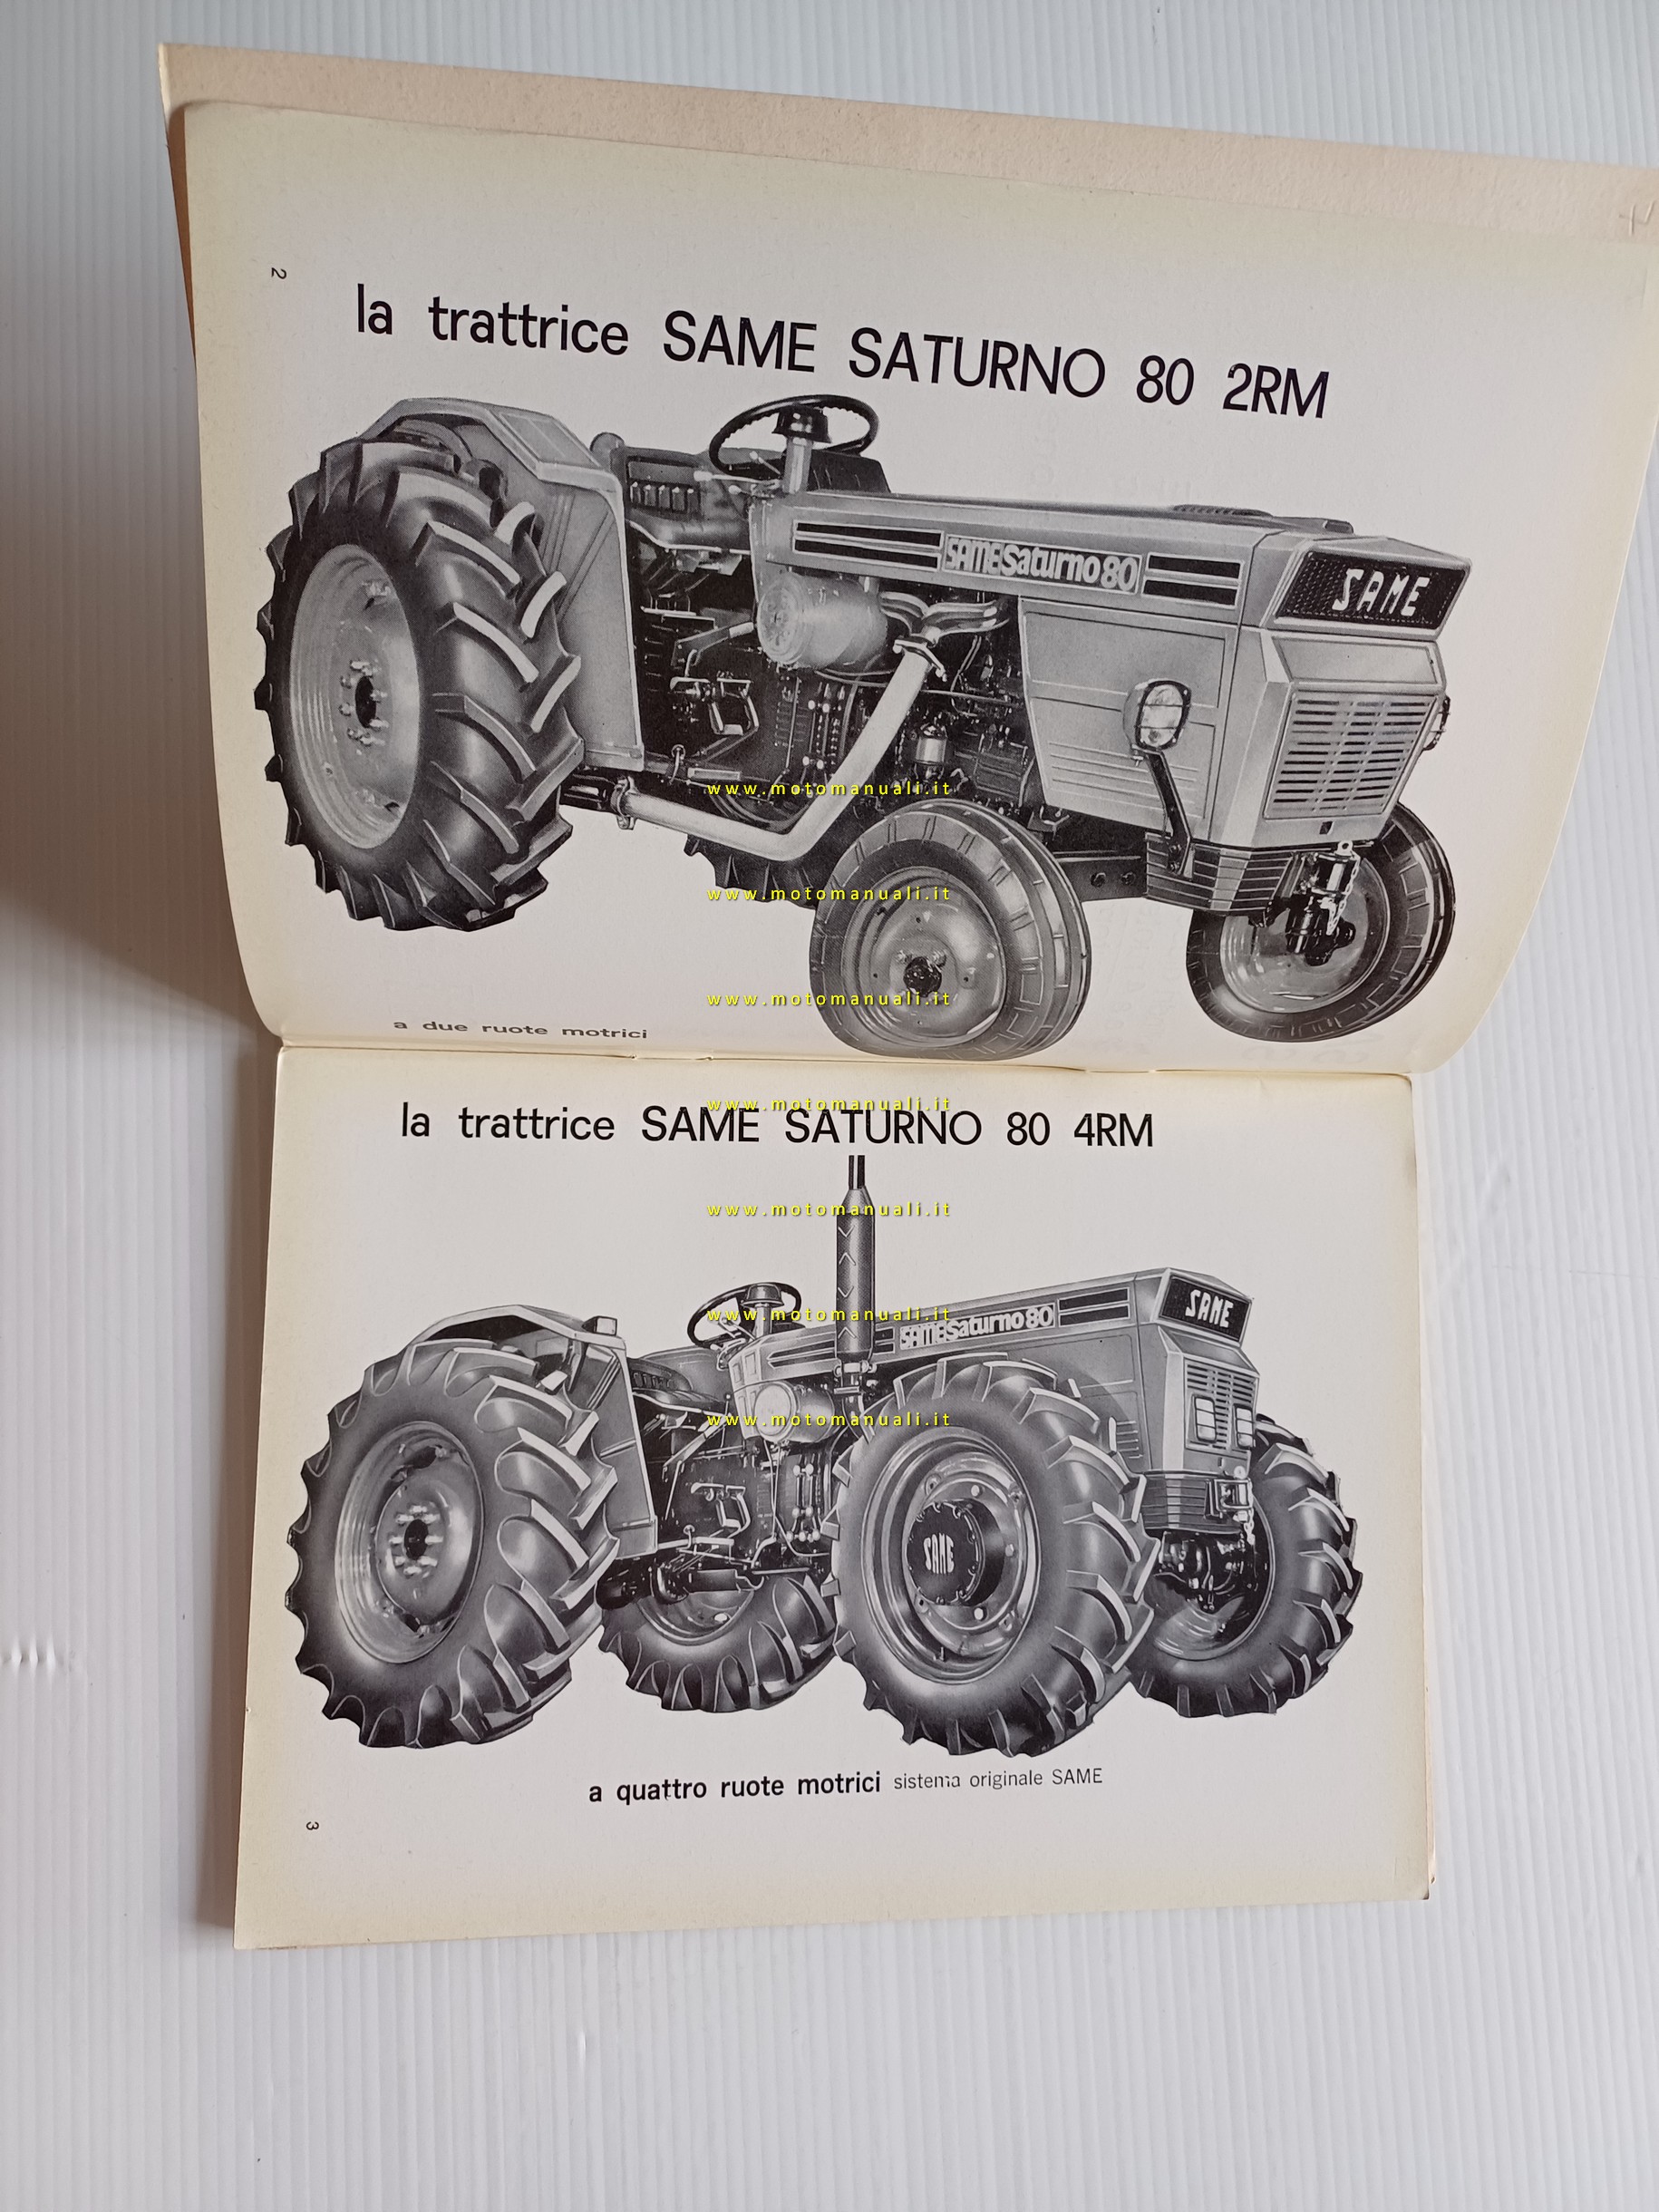 2
la trattrice SAME SATURNO 80 2RM
SAME Saturno 80
SAME
www.motomanuali.it
www.motomanuali.it
www.motomanuali.it
a due ruote motrici
la trattrice SAME SATURNO 80 4RM
www.motomanuali.it
www.motomanuali.it
SAME
SAME Saturno 80
www.motomanuali.it
www.motomanuali.it
SAME
a quattro ruote motrici sistema originale SAME
3